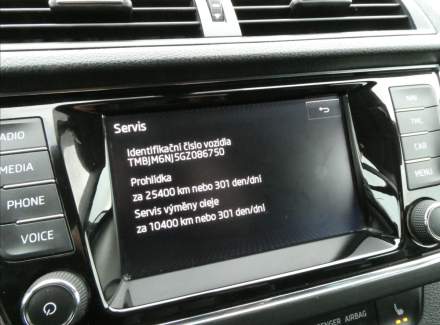 Servis
Identifikační číslo vozidla
TMBJM6NJ5GZ086750
Prohlídka
za 25400 km nebo 301 den/dní
Servis výměny oleje
za 10400 km nebo 301 den/dní
RADIO
MEDIA
PHONE
VOICE
CAR
MENU
AIRBAG